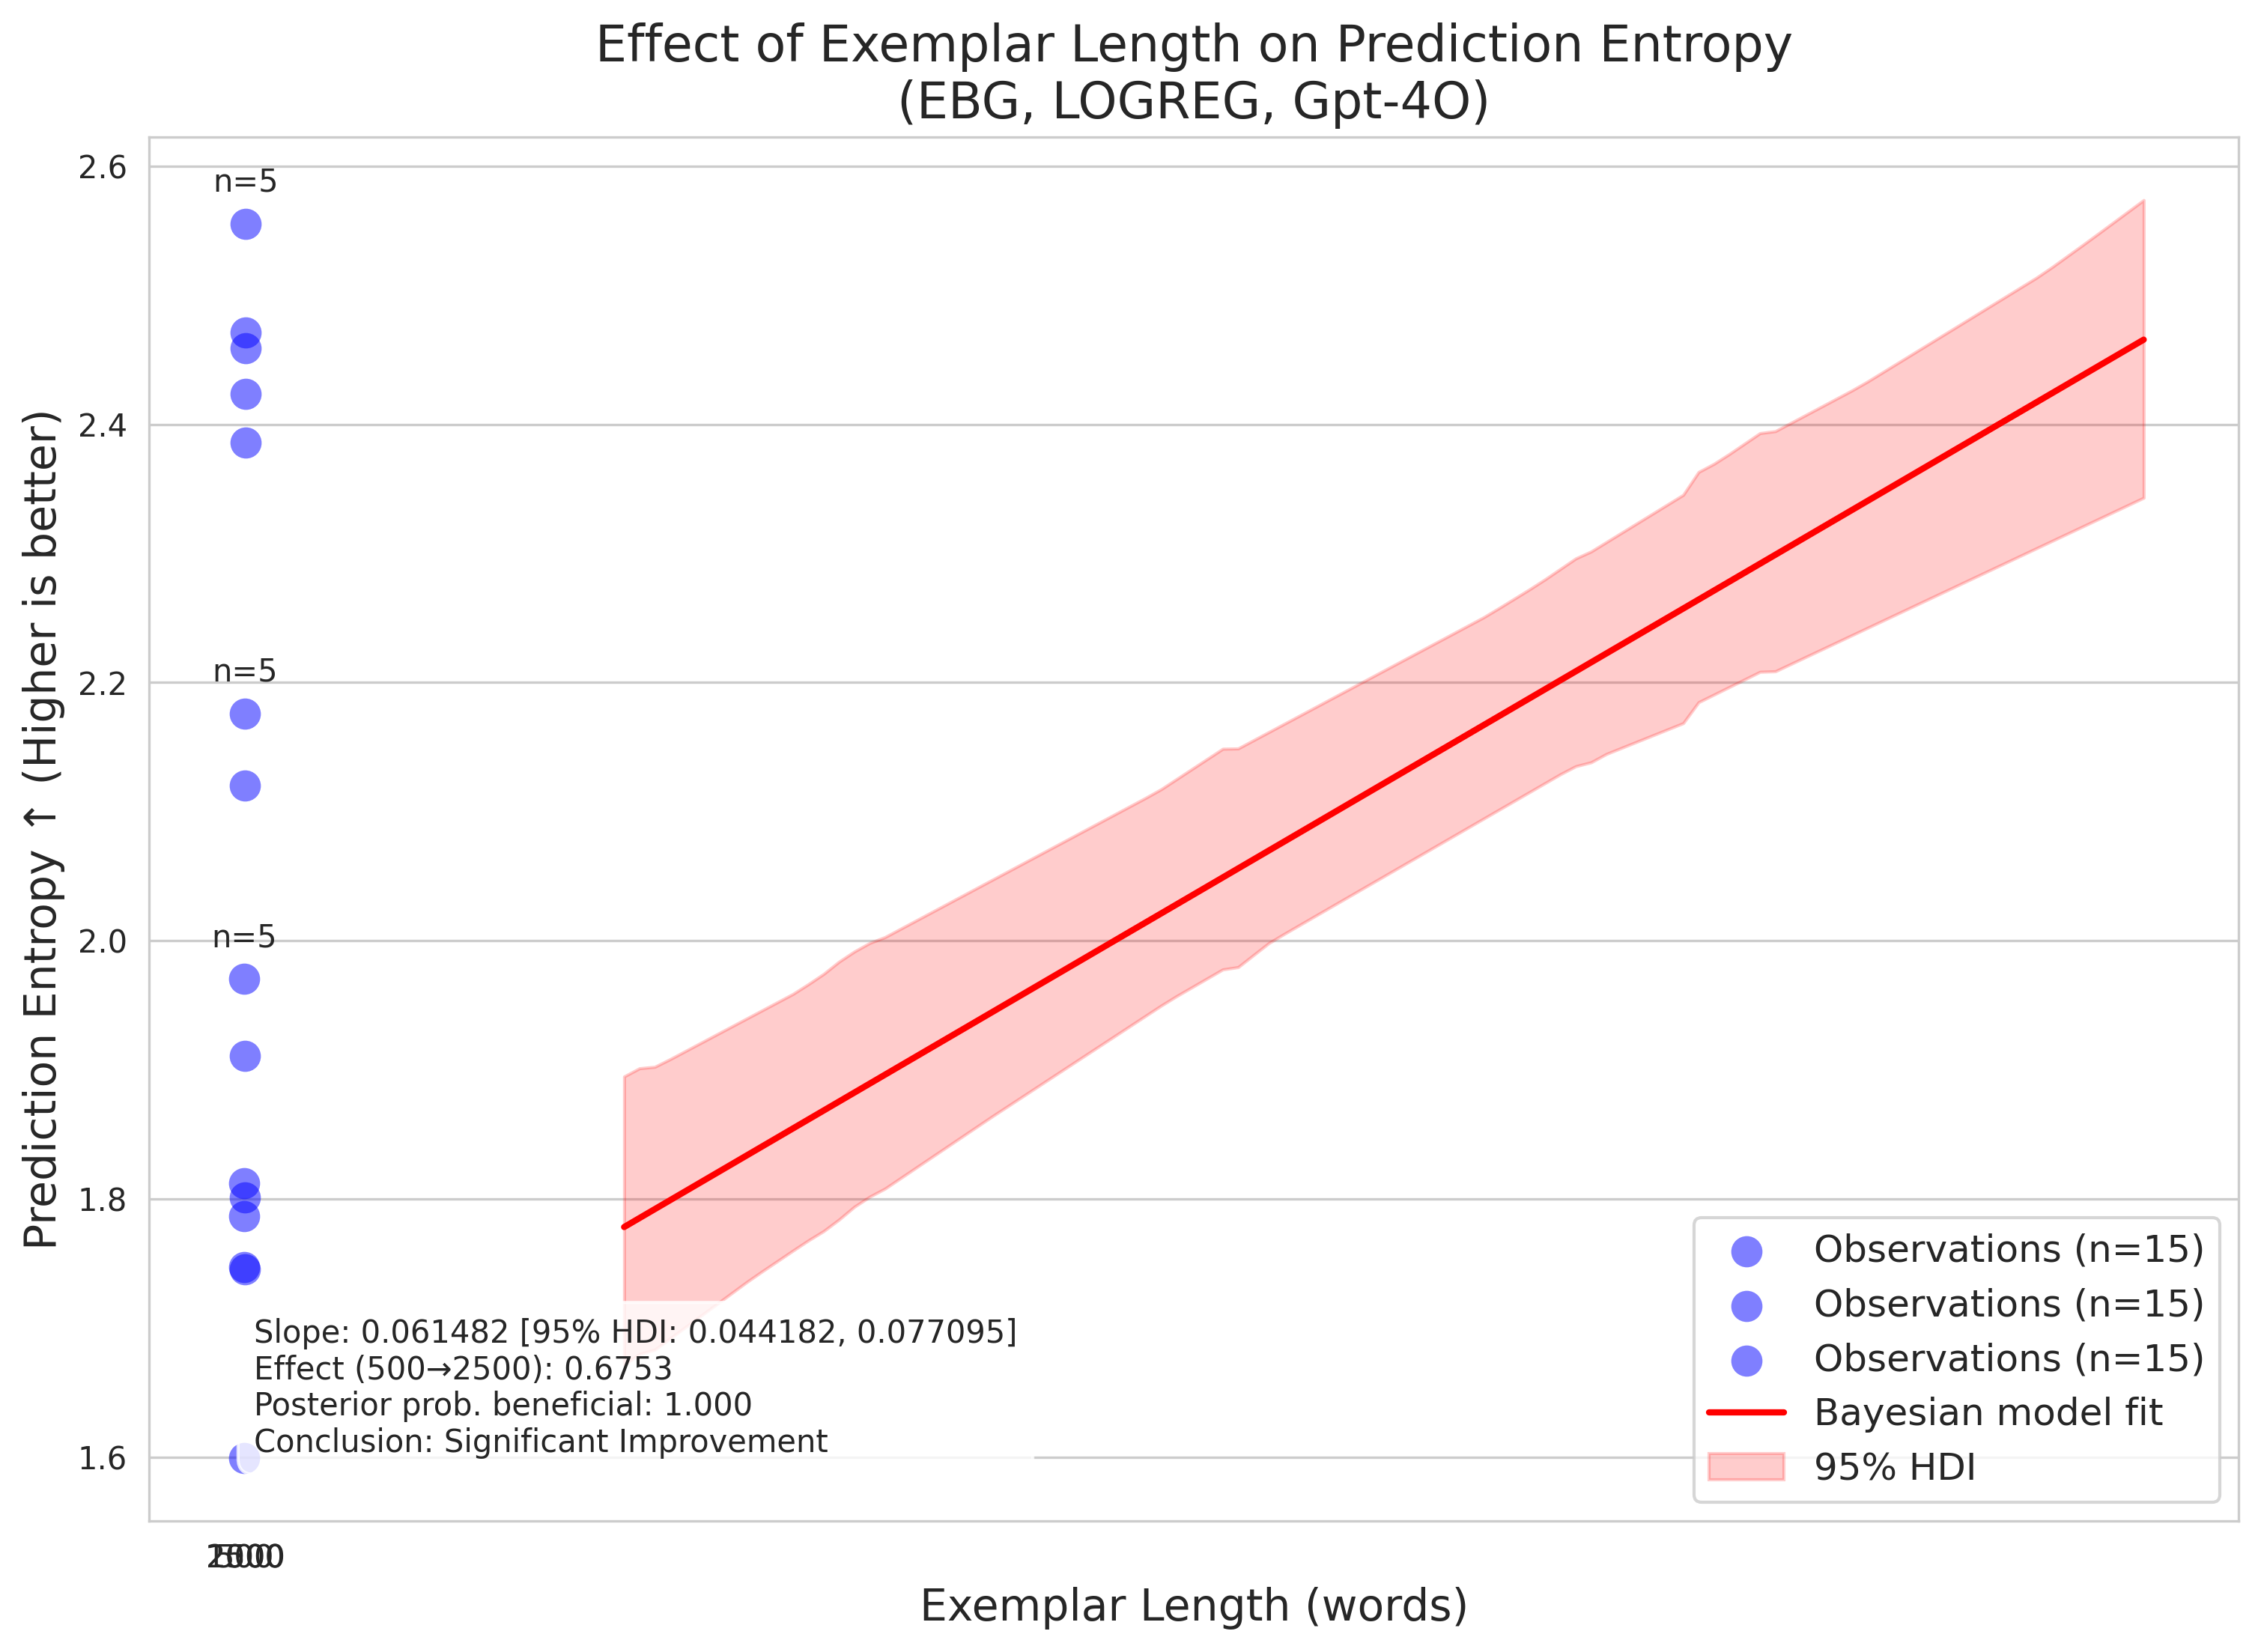 Effect of Exemplar Length on Prediction Entropy
(EBG, LOGREG, Gpt-4O)
Prediction Entropy ↑ (Higher is better)
2.6
2.4
2.2
2.0
1.8
1.6
n=5
n=5
n=5
Slope: 0.061482 [95% HDI: 0.044182, 0.077095]
Effect (500→2500): 0.6753
Posterior prob. beneficial: 1.000
Conclusion: Significant Improvement
Observations (n=15)
Observations (n=15)
Observations (n=15)
Bayesian model fit
95% HDI
Exemplar Length (words)